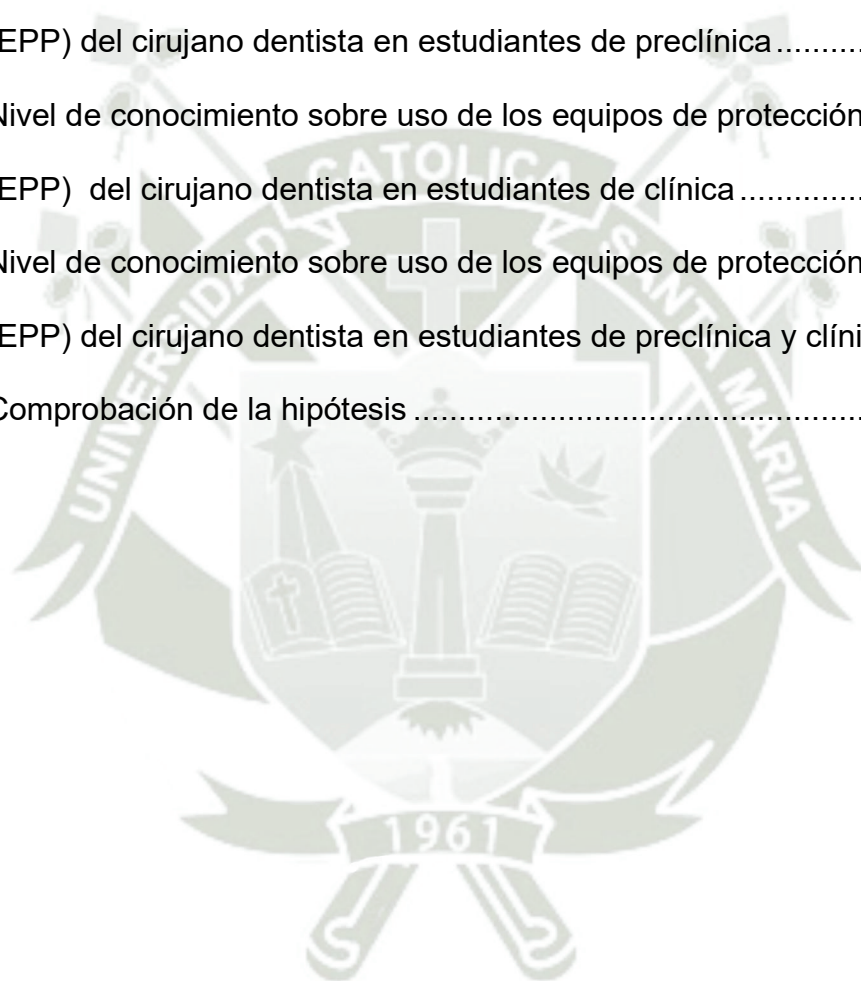 EPP) del cirujano dentista en estudiantes de preclínica...........
Nivel de conocimiento sobre uso de los equipos de protección
EPP) del cirujano dentista en estudiantes de clínica...............
Nivel de conocimiento sobre uso de los equipos de protección
EPP) del cirujano dentista en estudiantes de preclínica y clíni
Comprobación de la hipótesis....................................................
UNIVERSIDAD CATOLICA SANTA MARIA
1961